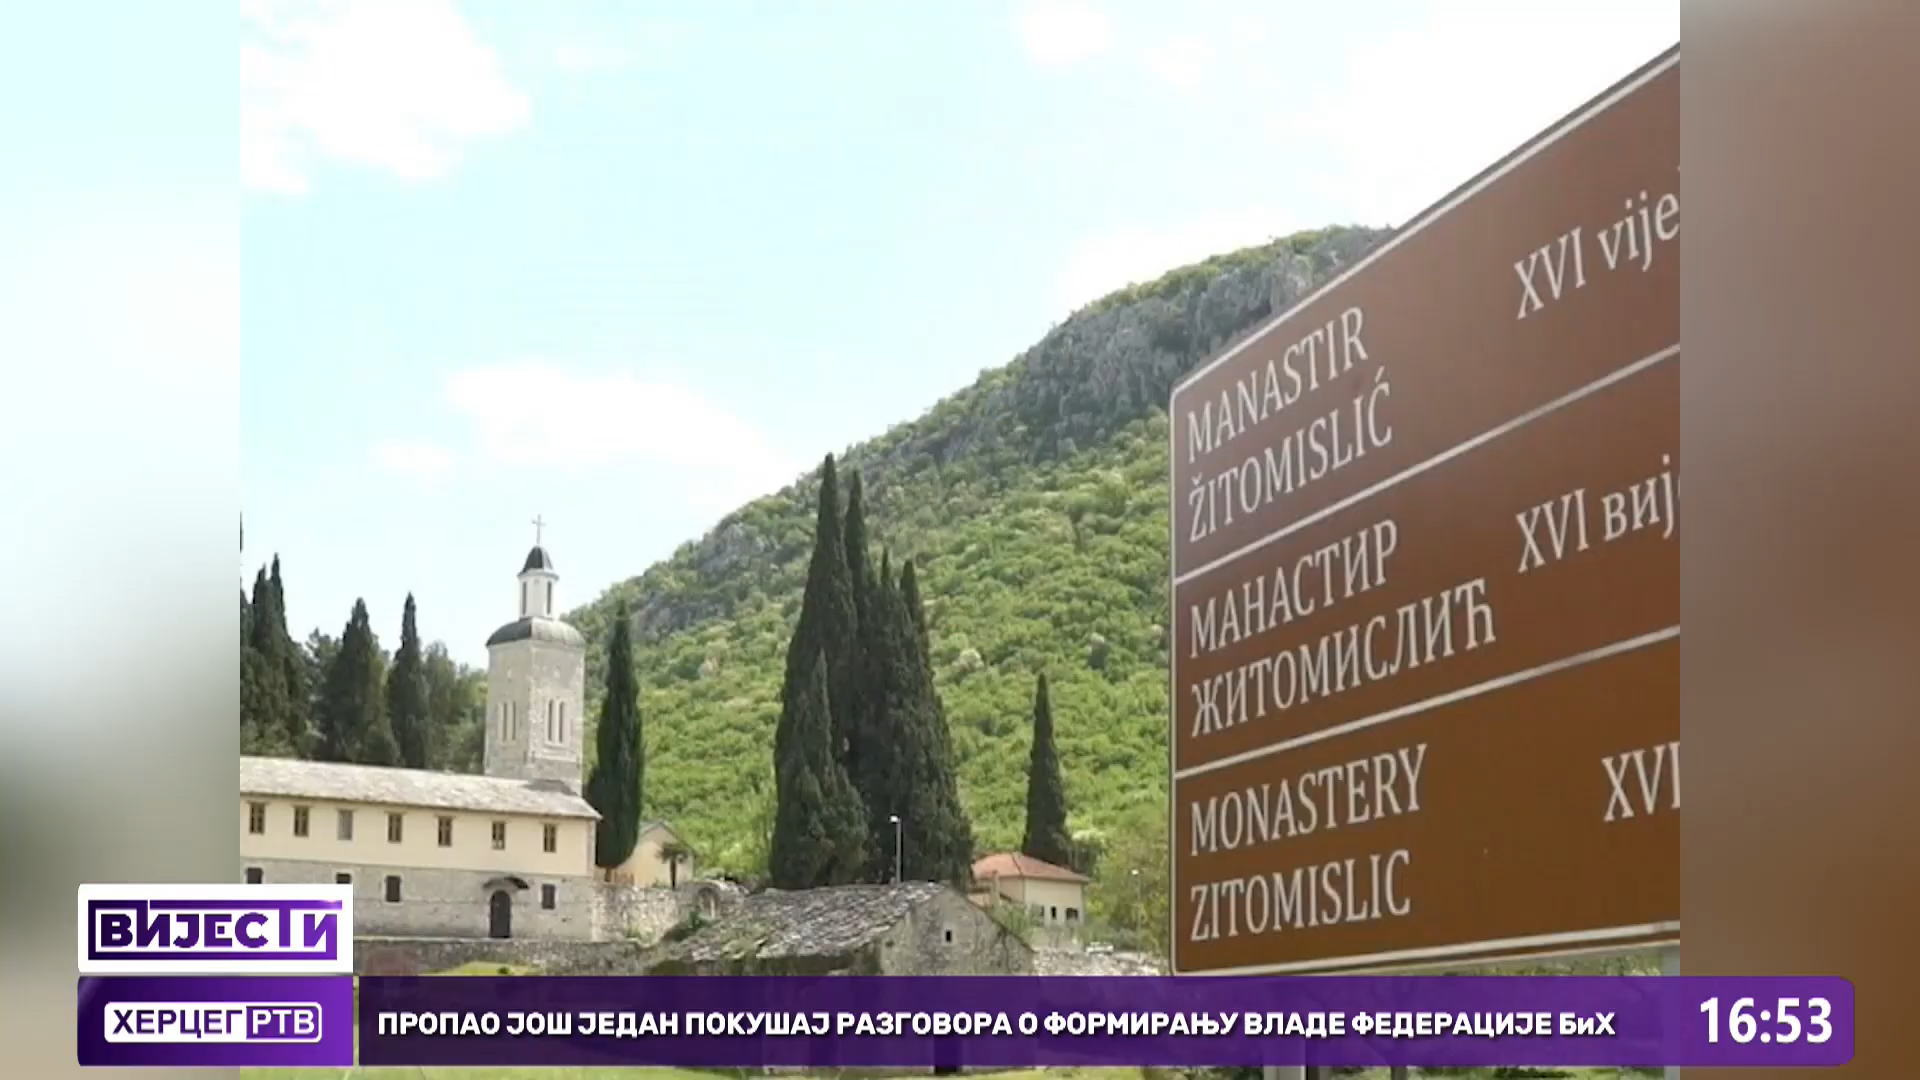 MANASTIR
ŽITOMISLIĆ
XVI vije
МАНАСТИР
ЖИТОМИСЛИЋ
XVI виј
MONASTERY
ZITOMISLIC
XVI
ВИЈЕСТИ
ХЕРЦЕГ РТВ
ПРОПАО ЈОШ ЈЕДАН ПОКУШАЈ РАЗГОВОРА О ФОРМИРАЊУ ВЛАДЕ ФЕДЕРАЦИЈЕ БиХ
16:53